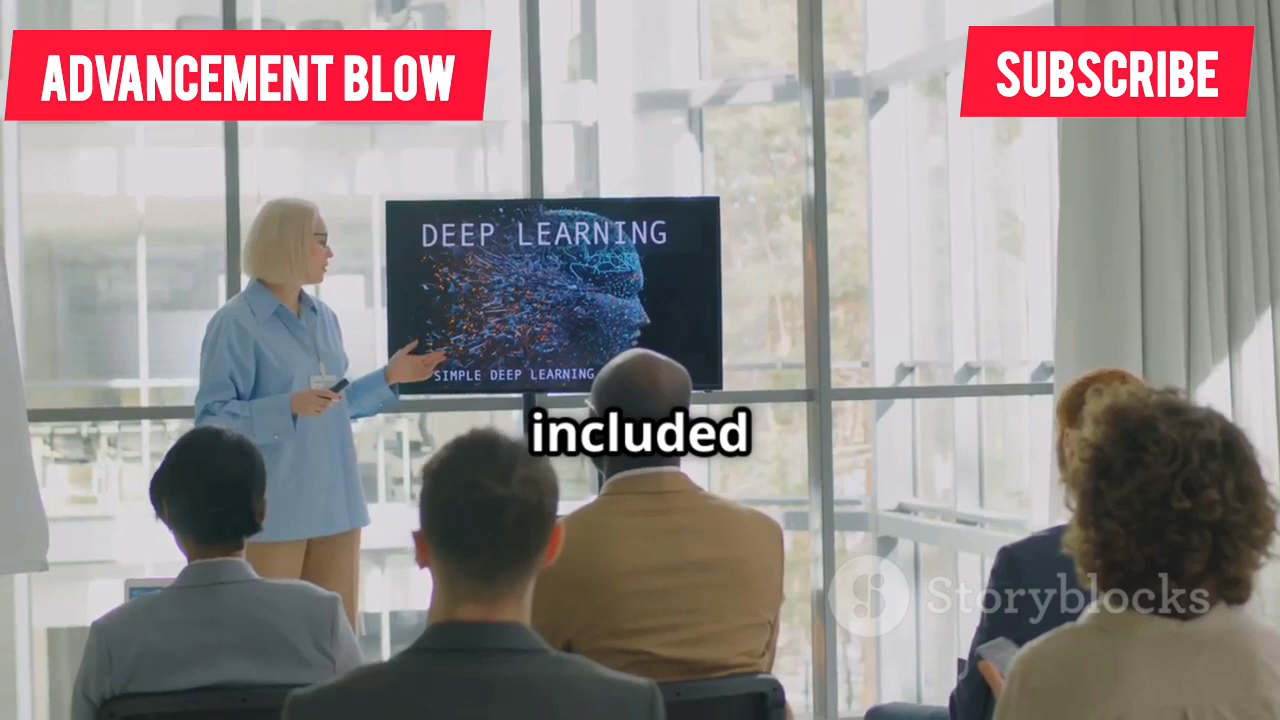 ADVANCEMENT BLOW
SUBSCRIBE
DEEP LEARNING
SIMPLE DEEP LEARNING
included
Storyblocks